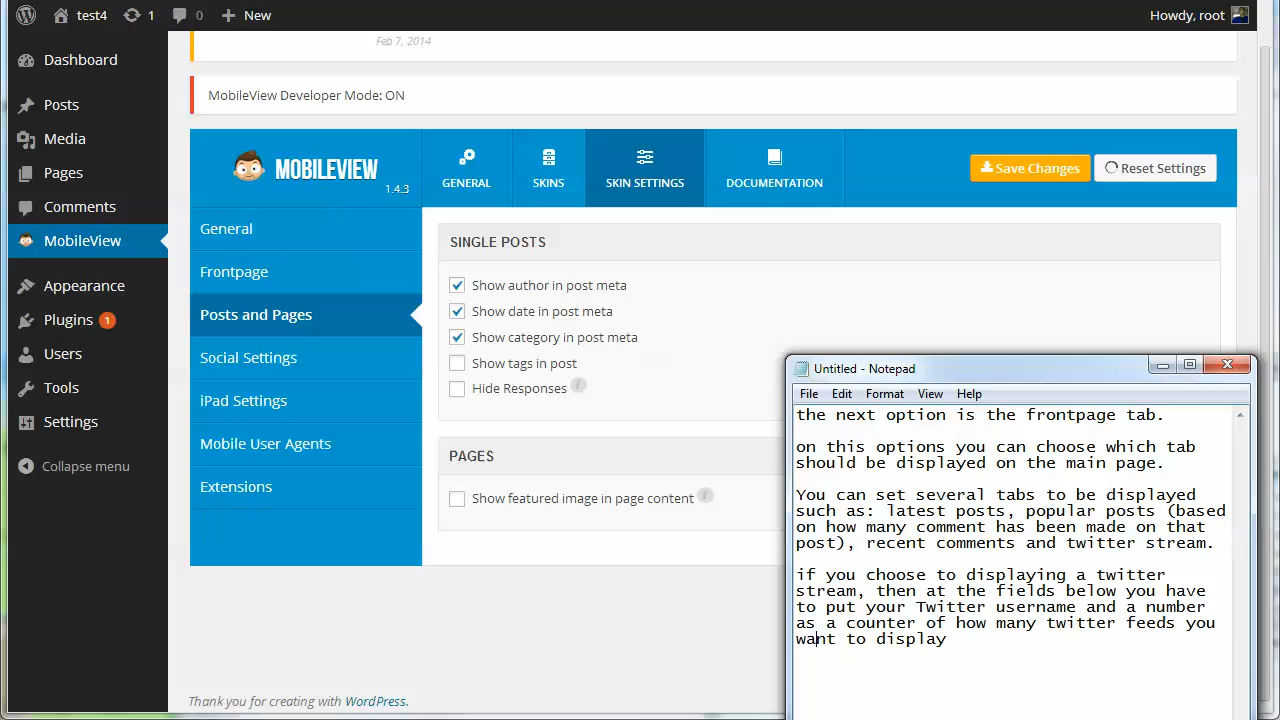 test4
1
0
New
Howdy, root
Dashboard
Posts
Media
Pages
Comments
MobileView
Appearance
Plugins 1
Users
Tools
Settings
Collapse menu
Feb 7, 2014
MobileView Developer Mode: ON
MOBILEVIEW
1.4.3
GENERAL
SKINS
SKIN SETTINGS
DOCUMENTATION
Save Changes
Reset Settings
General
Frontpage
Posts and Pages
Social Settings
iPad Settings
Mobile User Agents
Extensions
SINGLE POSTS
Show author in post meta
Show date in post meta
Show category in post meta
Show tags in post
Hide Responses i
PAGES
Show featured image in page content i
Thank you for creating with WordPress.
Untitled - Notepad
File Edit Format View Help
the next option is the frontpage tab.
on this options you can choose which tab
should be displayed on the main page.
You can set several tabs to be displayed
such as: latest posts, popular posts (based
on how many comment has been made on that
post), recent comments and twitter stream.
if you choose to displaying a twitter
stream, then at the fields below you have
to put your Twitter username and a number
as a counter of how many twitter feeds you
want to display